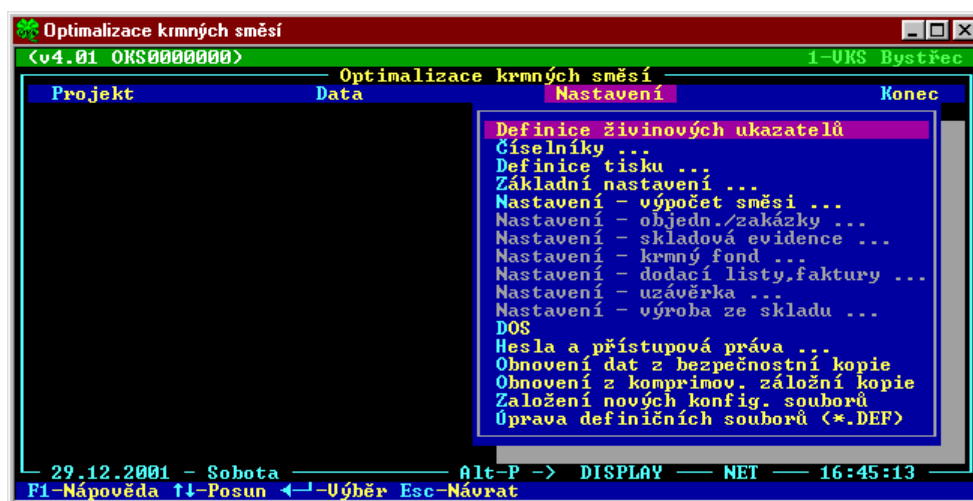 Optimalizace krmných směsí
(v4.01 OKS0000000) 1-VKS Bystřec
Optimalizace krmných směsí
Projekt Data Nastavení Konec
Definice živinových ukazatelů
Číselníky ...
Definice tisku ...
Základní nastavení ...
Nastavení - výpočet směsi ...
Nastavení - objedn./zakázky ...
Nastavení - skladová evidence ...
Nastavení - krmný fond ...
Nastavení - dodací listy,faktury ...
Nastavení - uzávěrka ...
Nastavení - výroba ze skladu ...
DOS
Hesla a přístupová práva ...
Obnovení dat z bezpečnostní kopie
Obnovení z komprimov. záložní kopie
Založení nových konfig. souborů
Úprava definičních souborů (*.DEF)
29.12.2001 - Sobota Alt-P -> DISPLAY NET 16:45:13
F1-Nápověda ↑↓-Posun ◄─┘-Výběr Esc-Návrat